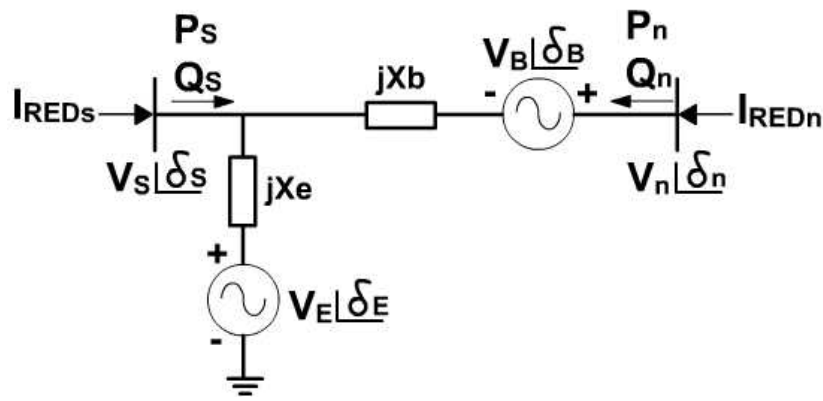 PS
QS
IREDs
VS δS
jXb
jXe
- VB δB +
Pn
Qn
IREDn
Vn δn
+
VE δE
-